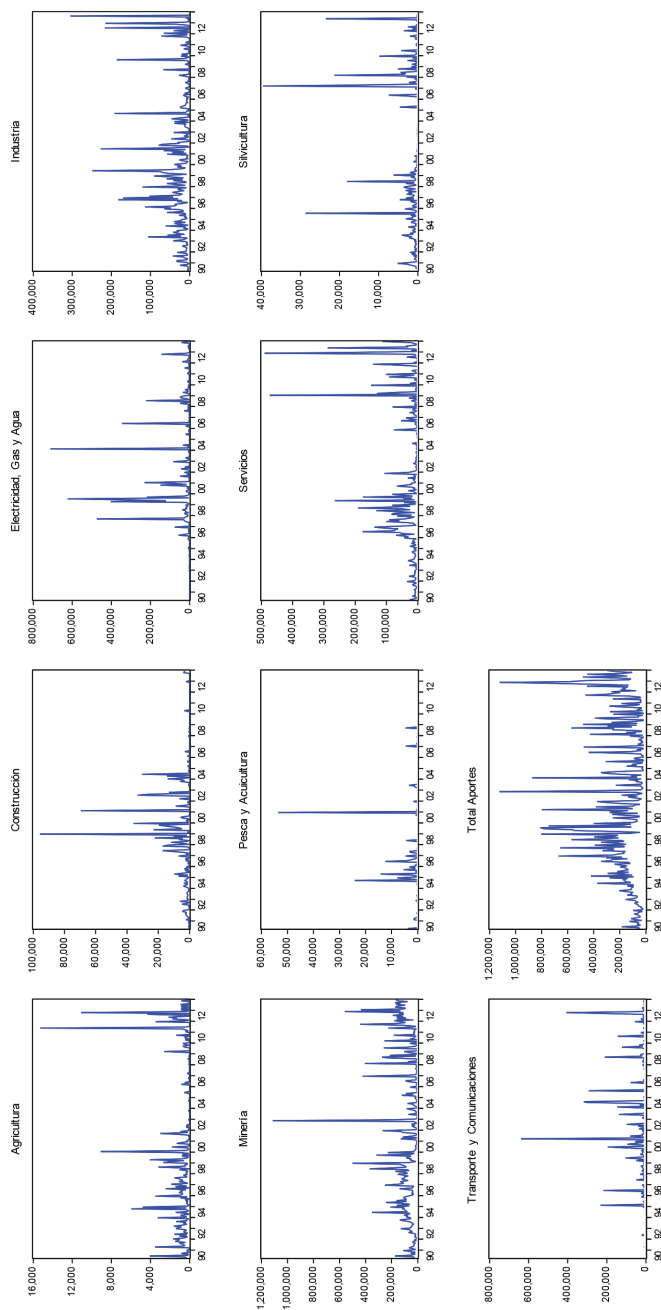 Agricultura
16,000
12,000
8,000
4,000
0
90 92 94 96 98 00 02 04 06 08 10 12
Construcción
100,000
80,000
60,000
40,000
20,000
0
90 92 94 96 98 00 02 04 06 08 10 12
Electricidad, Gas y Agua
800,000
600,000
400,000
200,000
0
90 92 94 96 98 00 02 04 06 08 10 12
Industria
400,000
300,000
200,000
100,000
0
90 92 94 96 98 00 02 04 06 08 10 12
Minería
1,200,000
1,000,000
800,000
600,000
400,000
200,000
0
90 92 94 96 98 00 02 04 06 08 10 12
Pesca y Acuicultura
60,000
50,000
40,000
30,000
20,000
10,000
0
90 92 94 96 98 00 02 04 06 08 10 12
Servicios
500,000
400,000
300,000
200,000
100,000
0
90 92 94 96 98 00 02 04 06 08 10 12
Silvicultura
40,000
30,000
20,000
10,000
0
90 92 94 96 98 00 02 04 06 08 10 12
Transporte y Comunicaciones
800,000
600,000
400,000
200,000
0
90 92 94 96 98 00 02 04 06 08 10 12
Total Aportes
1,200,000
1,000,000
800,000
600,000
400,000
200,000
0
90 92 94 96 98 00 02 04 06 08 10 12